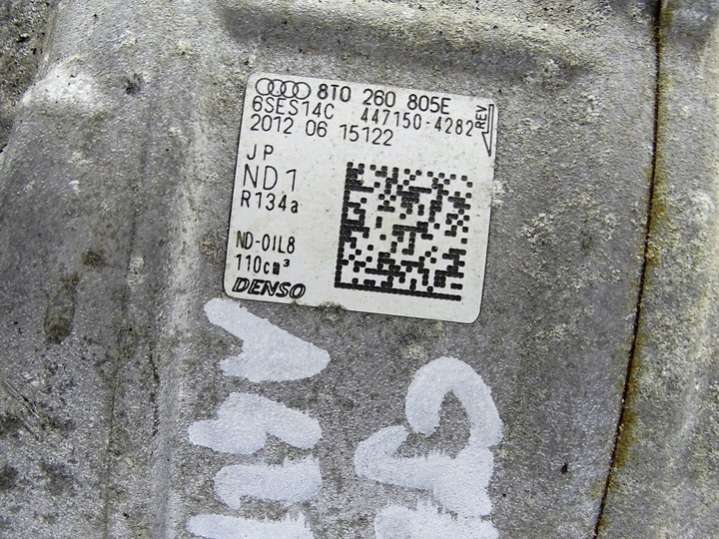 8T0 260 805E
6SES14C 447150-4282 REV
2012 06 15122
JP
ND1
R134a
ND-OIL8
110cm³
DENSO